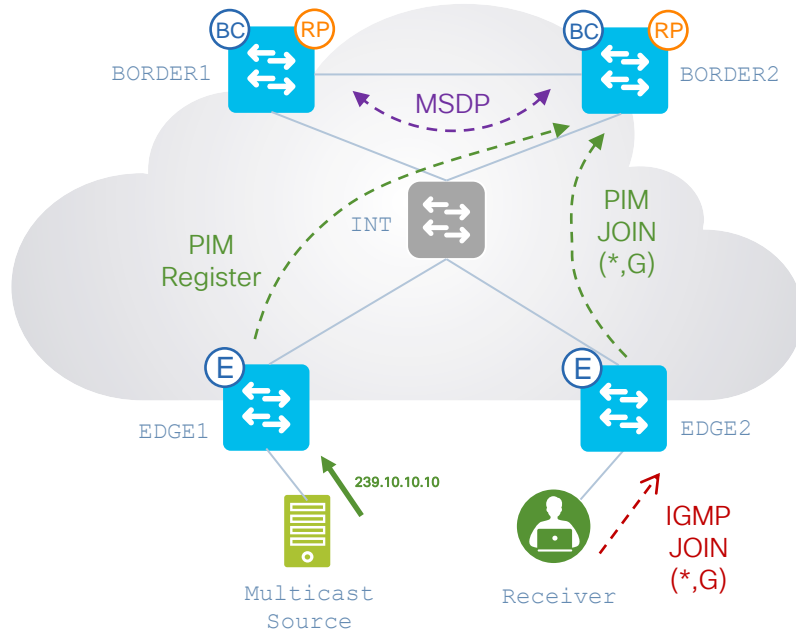 BC
RP
BC
RP
BORDER1
BORDER2
MSDP
INT
PIM
JOIN
(*,G)
PIM
Register
E
E
EDGE1
EDGE2
239.10.10.10
IGMP
JOIN
(*,G)
Multicast
Source
Receiver